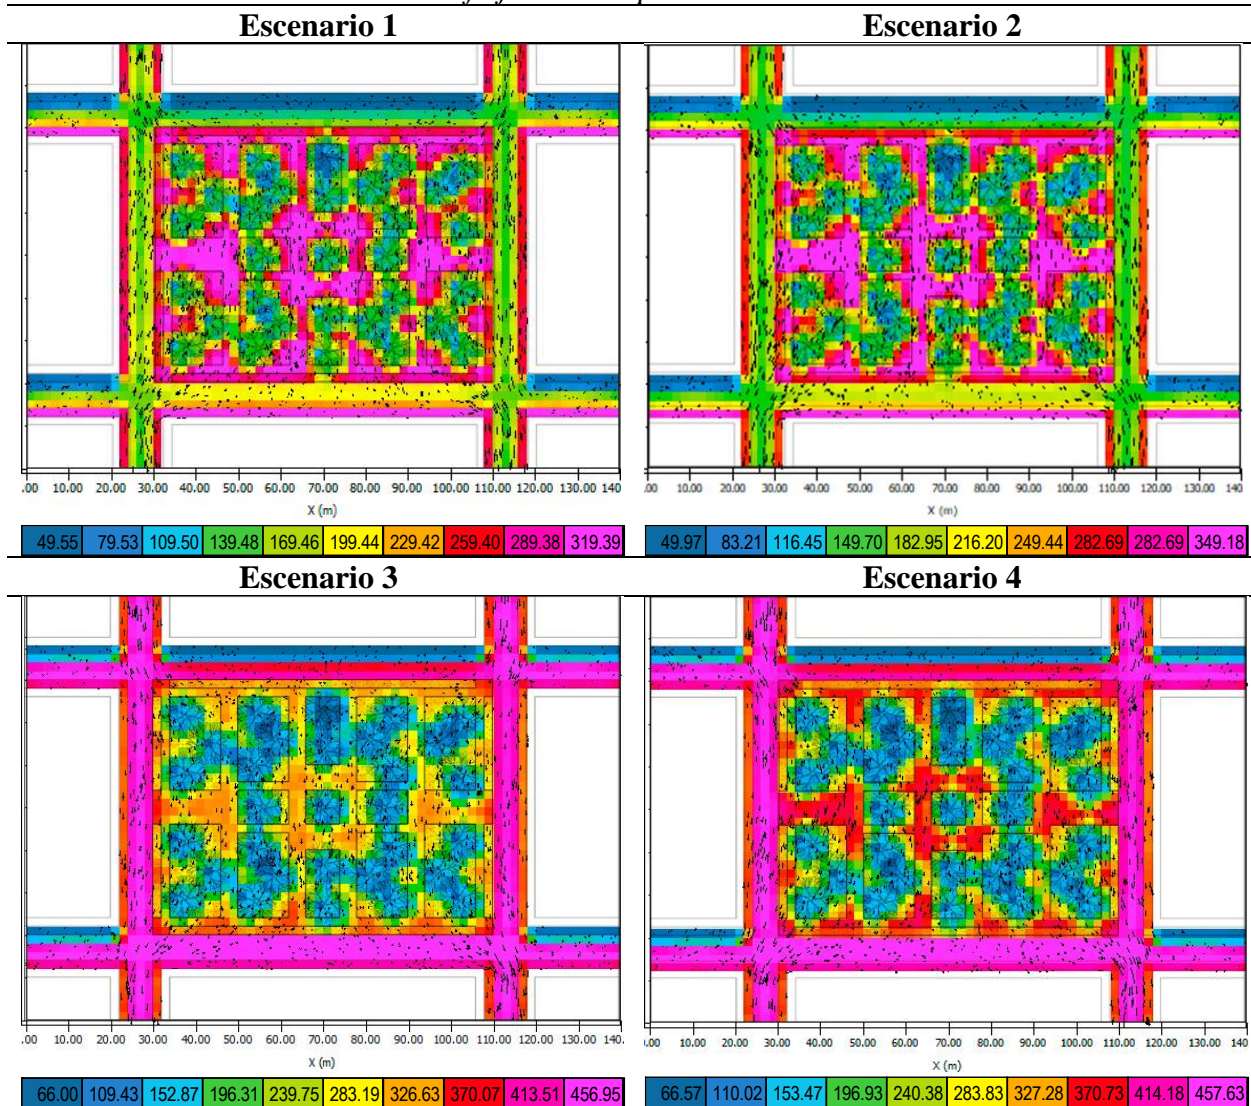 Escenario 1
Escenario 2
.00 10.00 20.00 30.00 40.00 50.00 60.00 70.00 80.00 90.00 100.00 110.00 120.00 130.00 140
X (m)
.00 10.00 20.00 30.00 40.00 50.00 60.00 70.00 80.00 90.00 100.00 110.00 120.00 130.00 140
X (m)
49.55 79.53 109.50 139.48 169.46 199.44 229.42 259.40 289.38 319.39
49.97 83.21 116.45 149.70 182.95 216.20 249.44 282.69 282.69 349.18
Escenario 3
Escenario 4
.00 10.00 20.00 30.00 40.00 50.00 60.00 70.00 80.00 90.00 100.00 110.00 120.00 130.00 140
X (m)
.00 10.00 20.00 30.00 40.00 50.00 60.00 70.00 80.00 90.00 100.00 110.00 120.00 130.00 140
X (m)
66.00 109.43 152.87 196.31 239.75 283.19 326.63 370.07 413.51 456.95
66.57 110.02 153.47 196.93 240.38 283.83 327.28 370.73 414.18 457.63